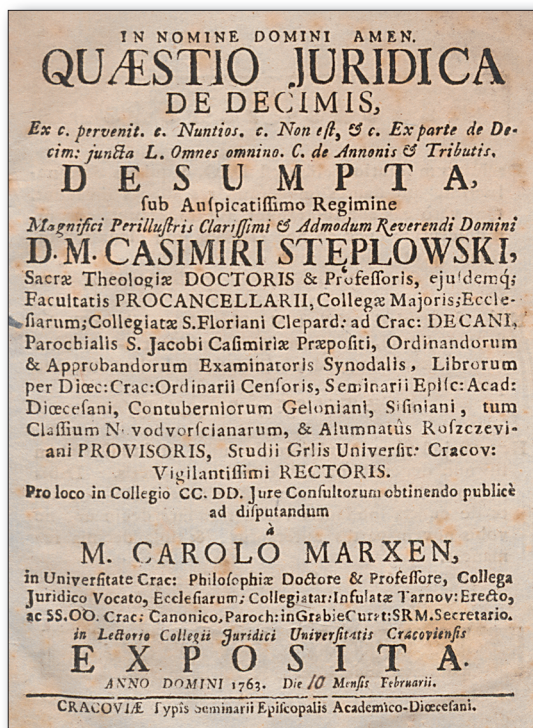 IN NOMINE DOMINI AMEN.
QUÆSTIO JURIDICA
DE DECIMIS,
Ex c. pervenit. c. Nuntios. c. Non eſt, & c. Ex parte de De-
cim: juncta L. Omnes omnino. C. de Annonis & Tributis.
DESUMPTA,
ſub Auſpicatiſſimo Regimine
Magnifici Perilluſtris Clariſſimi & Admodum Reverendi Domini
D. M. CASIMIRI STĘPLOWSKI,
Sacræ Theologiæ DOCTORIS & Profeſſoris, ejuſdemq́;
Facultatis PROCANCELLARII, Collegæ Majoris; Eccle-
ſiarum; Collegiatæ S. Floriani Clepard: ad Crac: DECANI,
Parochialis S. Jacobi Caſimiriæ Præpoſiti, Ordinandorum
& Approbandorum Examinatoris Synodalis, Librorum
per Diœc: Crac: Ordinarii Cenſoris, Seminarii Epiſc: Acad:
Diœceſani, Contuberniorum Geloniani, Siſiniani, tum
Claſſium N vodvorſcianarum, & Alumnatûs Roſzczevi-
ani PROVISORIS, Studii Grlis Univerſit: Cracov:
Vigilantiſſimi RECTORIS.
Pro loco in Collegio CC. DD. Jure Conſultorum obtinendo publicè
ad diſputandum
à
M. CAROLO MARXEN,
in Univerſitate Crac: Philoſophiæ Doctore & Profeſſore, Collega
Juridico Vocato, Eccleſiarum; Collegiatar: Inſulatæ Tarnov: Erecto,
ac SS. OO. Crac: Canonico, Paroch: in Grabie Curat: SRM. Secretario.
in Lectorio Collegii Juridici Univerſitatis Cracovienſis
EXPOSITA.
ANNO DOMINI 1763. Die 10 Menſis Februarii.
CRACOVIÆ Typîs Seminarii Epiſcopalis Academico-Diœceſani.